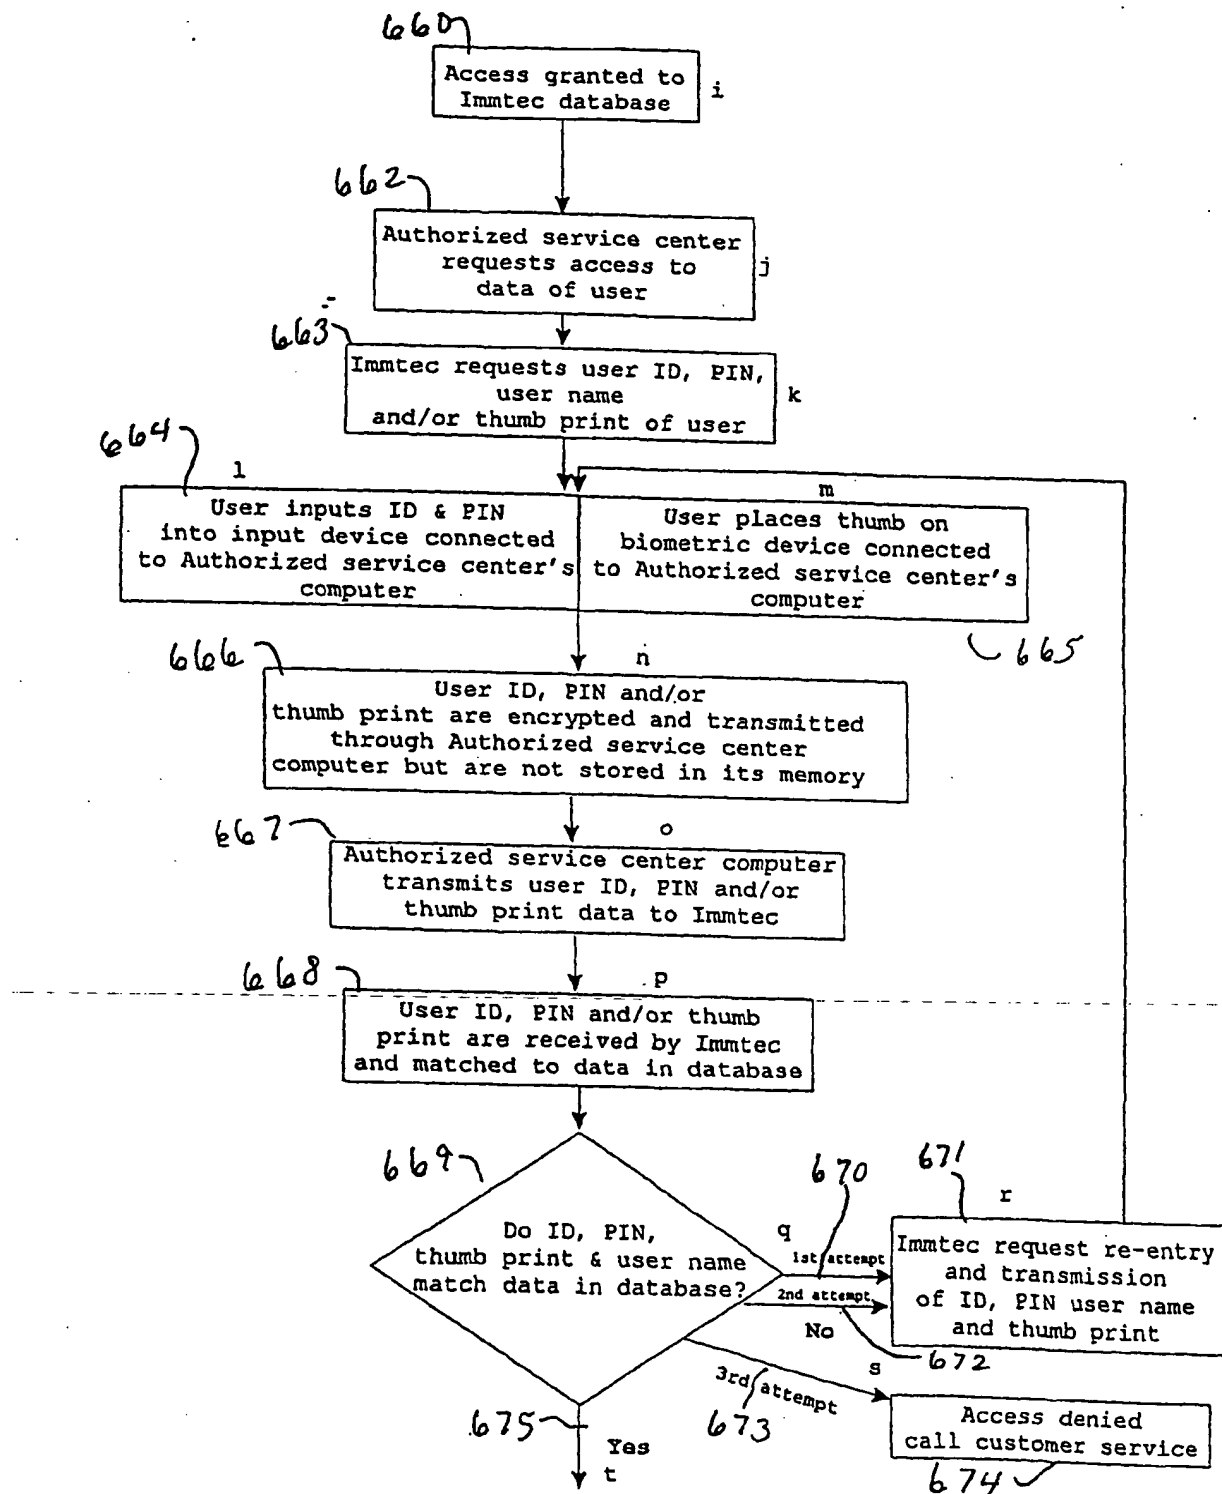 660
Access granted to
Immtec database
i
662
Authorized service center
requests access to
data of user
j
663
Immtec requests user ID, PIN,
user name
and/or thumb print of user
k
664
l
User inputs ID & PIN
into input device connected
to Authorized service center's
computer
m
User places thumb on
biometric device connected
to Authorized service center's
computer
665
666
n
User ID, PIN and/or
thumb print are encrypted and transmitted
through Authorized service center
computer but are not stored in its memory
667
o
Authorized service center computer
transmits user ID, PIN and/or
thumb print data to Immtec
668
p
User ID, PIN and/or thumb
print are received by Immtec
and matched to data in database
669
Do ID, PIN,
thumb print & user name
match data in database?
q
670
1st attempt
2nd attempt
No
672
671
r
Immtec request re-entry
and transmission
of ID, PIN user name
and thumb print
3rd attempt
673
s
Access denied
call customer service
674
675
Yes
t